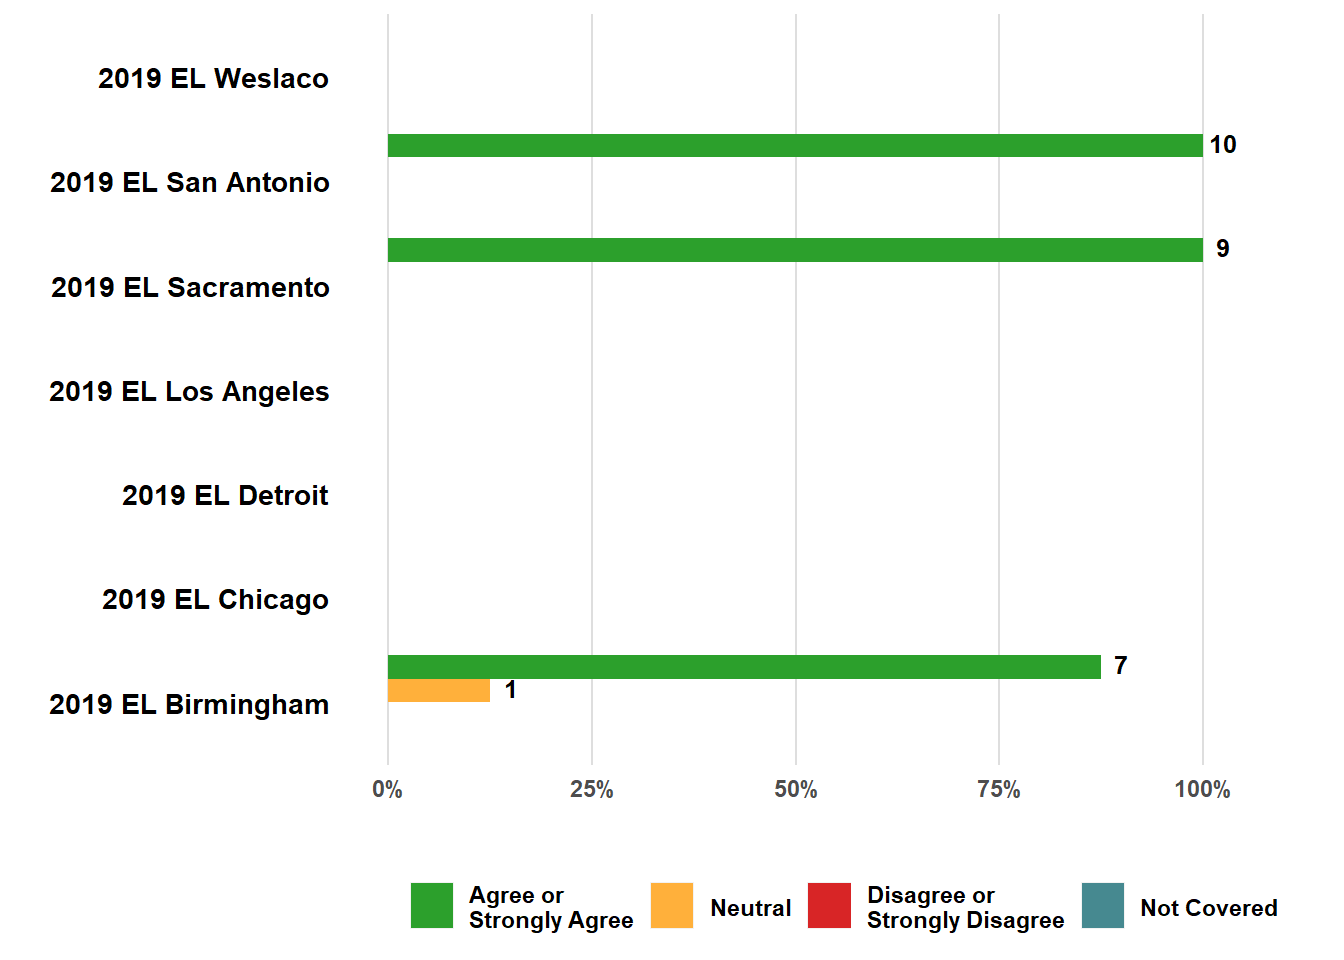 2019 EL Weslaco
10
2019 EL San Antonio
9
2019 EL Sacramento
2019 EL Los Angeles
2019 EL Detroit
2019 EL Chicago
7
1
2019 EL Birmingham
0% 25% 50% 75% 100%
Agree or
Strongly Agree
Neutral
Disagree or
Strongly Disagree
Not Covered